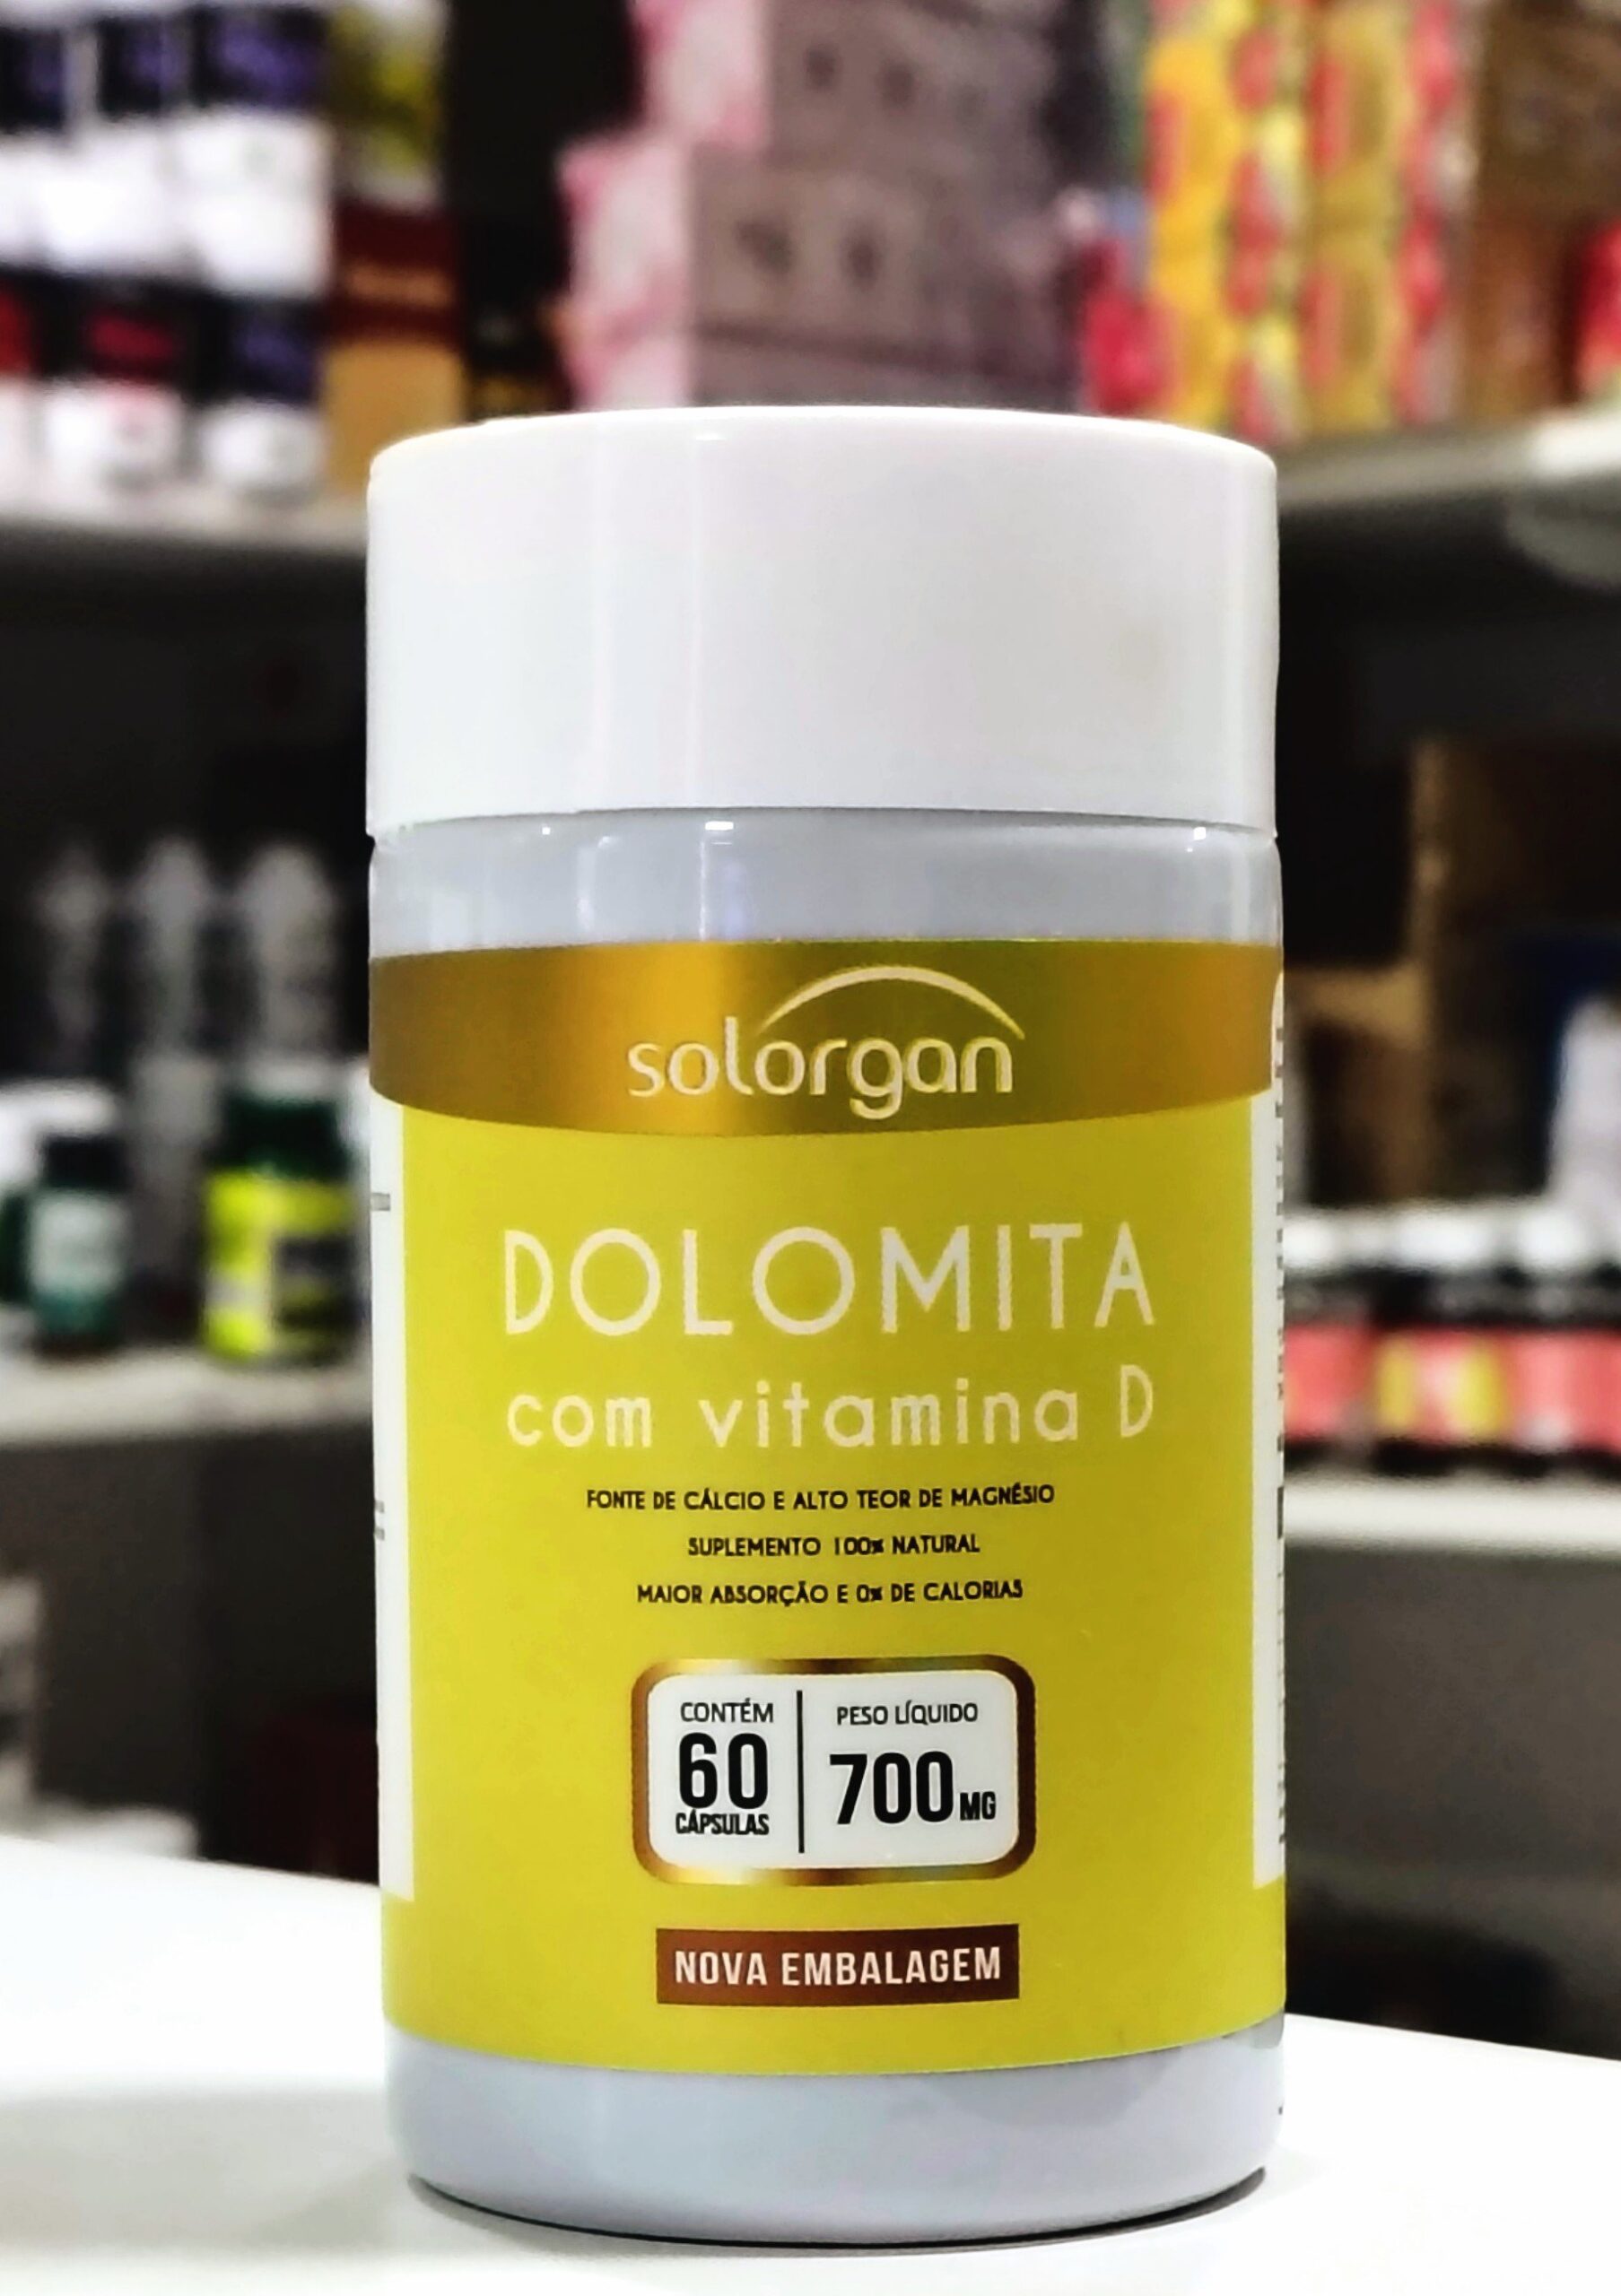 solorgan
DOLOMITA
com vitamina D
FONTE DE CÁLCIO E ALTO TEOR DE MAGNÉSIO
SUPLEMENTO 100% NATURAL
MAIOR ABSORÇÃO E 0% DE CALORIAS
CONTÉM
60
CÁPSULAS
PESO LÍQUIDO
700MG
NOVA EMBALAGEM